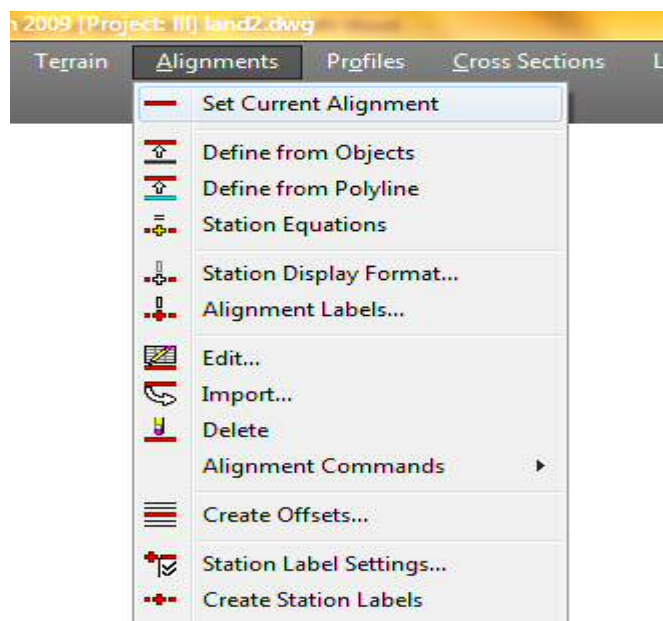 2009 [Project: III] land2.dwg
Terrain Alignments Profiles Cross Sections L
Set Current Alignment
Define from Objects
Define from Polyline
Station Equations
Station Display Format...
Alignment Labels...
Edit...
Import...
Delete
Alignment Commands
Create Offsets...
Station Label Settings...
Create Station Labels